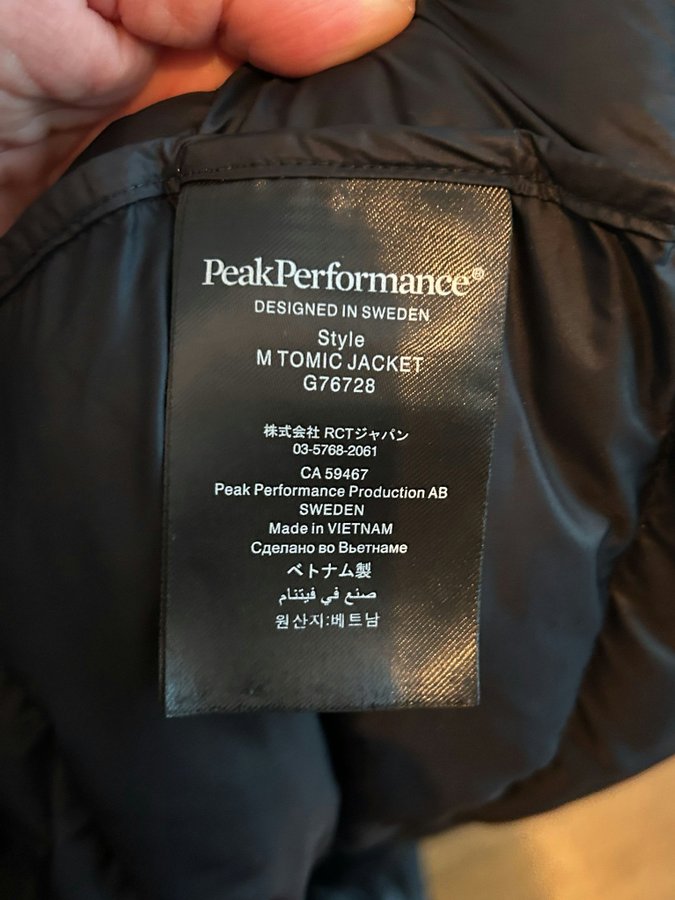 PeakPerformance®
DESIGNED IN SWEDEN
Style
M TOMIC JACKET
G76728
株式会社 RCTジャパン
03-5768-2061
CA 59467
Peak Performance Production AB
SWEDEN
Made in VIETNAM
Сделано во Вьетнаме
ベトナム製
صنع في فيتنام
원산지:베트남